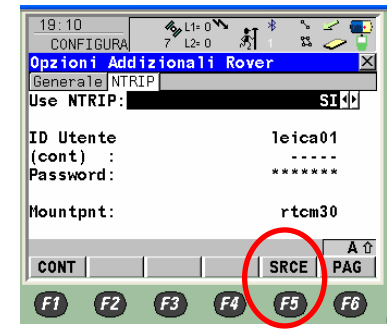 19:10
L1= 0
CONFIGURA 7 L2= 0 1
Opzioni Addizionali Rover
Generale NTRIP
Use NTRIP: SI
ID Utente leica01
(cont) : -----
Password: *******
Mountpnt: rtcm30
A
CONT SRCE PAG
F1 F2 F3 F4 F5 F6